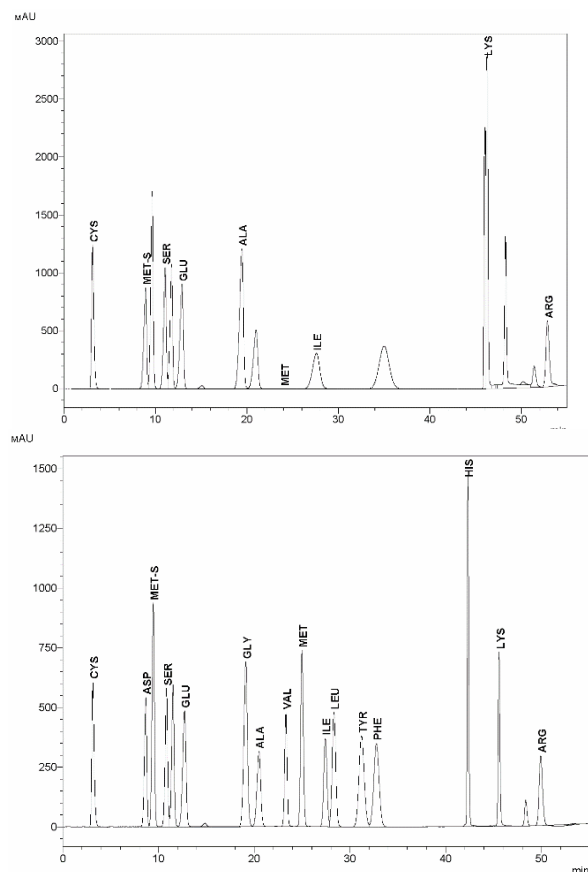 мAU
3000
2500
2000
1500
1000
500
0
CYS
MET-S
SER
GLU
ALA
MET
ILE
LYS
ARG
0 10 20 30 40 50
мAU
1500
1250
1000
750
500
250
0
CYS
ASP
MET-S
SER
GLU
GLY
ALA
VAL
MET
ILE
LEU
TYR
PHE
HIS
LYS
ARG
0 10 20 30 40 50
min